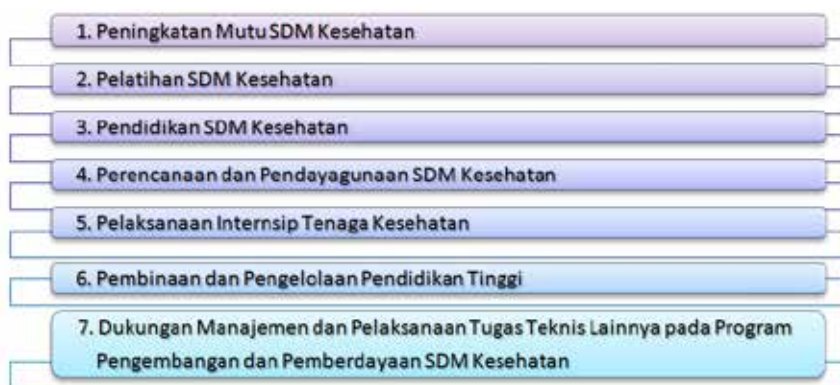 1. Peningkatan Mutu SDM Kesehatan
2. Pelatihan SDM Kesehatan
3. Pendidikan SDM Kesehatan
4. Perencanaan dan Pendayagunaan SDM Kesehatan
5. Pelaksanaan Internsip Tenaga Kesehatan
6. Pembinaan dan Pengelolaan Pendidikan Tinggi
7. Dukungan Manajemen dan Pelaksanaan Tugas Teknis Lainnya pada Program
Pengembangan dan Pemberdayaan SDM Kesehatan